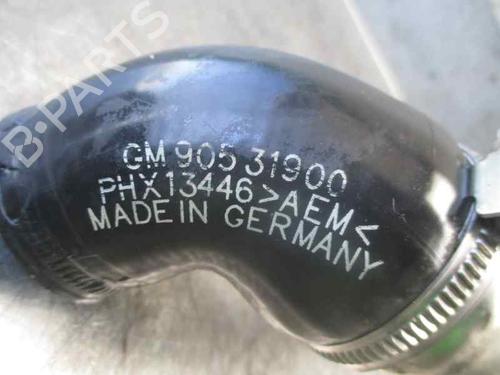 B-PARTS
GM 905 31900
PHX13446>AEM<
MADE IN GERMANY